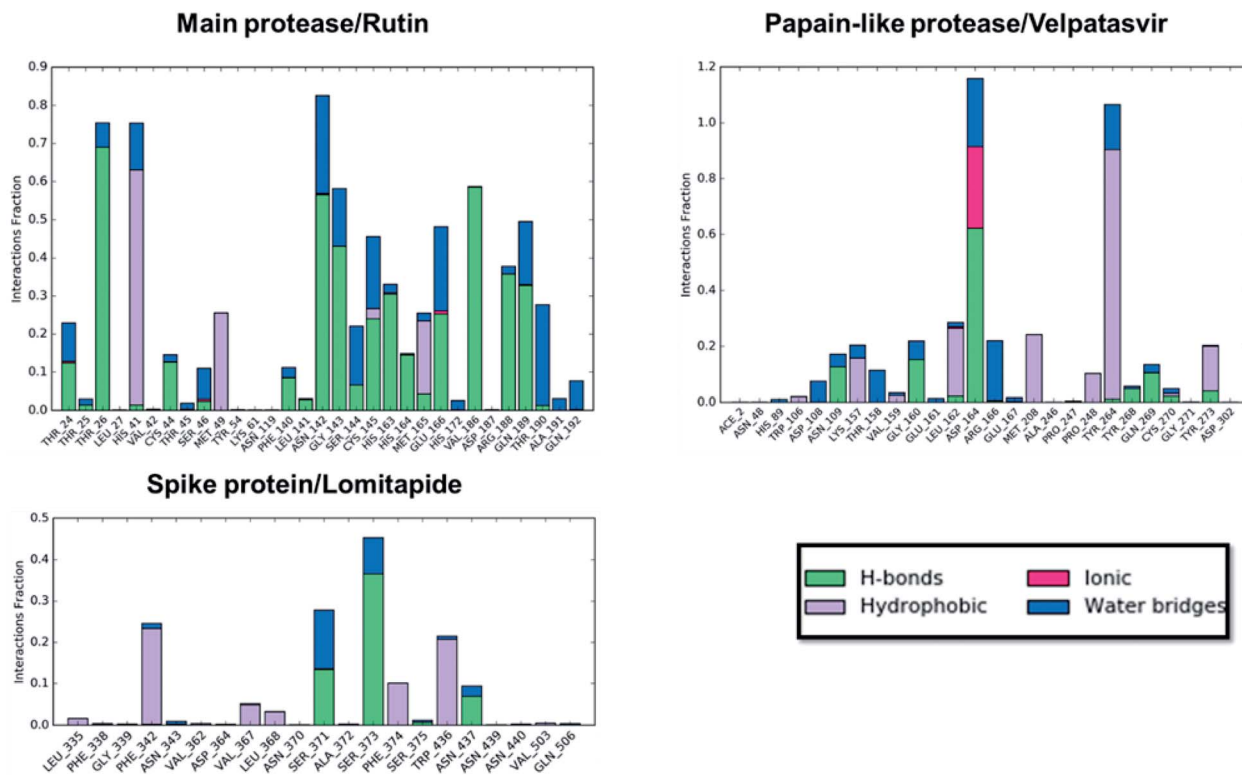 Main protease/Rutin
Interactions Fraction
0.9
0.8
0.7
0.6
0.5
0.4
0.3
0.2
0.1
0.0
THR_24
THR_25
THR_26
LEU_27
HIS_41
VAL_42
CYS_44
THR_45
SER_46
MET_49
TYR_54
LYS_61
ASN_119
PHE_140
LEU_141
ASN_142
GLY_143
SER_144
CYS_145
HIS_163
HIS_164
MET_165
GLU_166
HIS_172
VAL_186
ASP_187
ARG_188
GLN_189
THR_190
ALA_191
GLN_192
Papain-like protease/Velpatasvir
Interactions Fraction
1.2
1.0
0.8
0.6
0.4
0.2
0.0
ACE_2
ASN_48
HIS_89
TRP_106
ASP_108
ASN_109
LYS_157
THR_158
VAL_159
GLY_160
GLU_161
LEU_162
ASP_164
ARG_166
GLU_167
MET_208
ALA_246
PRO_247
PRO_248
TYR_264
TYR_268
GLN_269
CYS_270
GLY_271
TYR_273
ASP_302
Spike protein/Lomitapide
Interactions Fraction
0.5
0.4
0.3
0.2
0.1
0.0
LEU_335
PHE_338
GLY_339
PHE_342
ASN_343
VAL_362
ASP_364
VAL_367
LEU_368
ASN_370
SER_371
ALA_372
SER_373
PHE_374
SER_375
TRP_436
ASN_437
ASN_439
ASN_440
VAL_503
GLN_506
H-bonds
Ionic
Hydrophobic
Water bridges